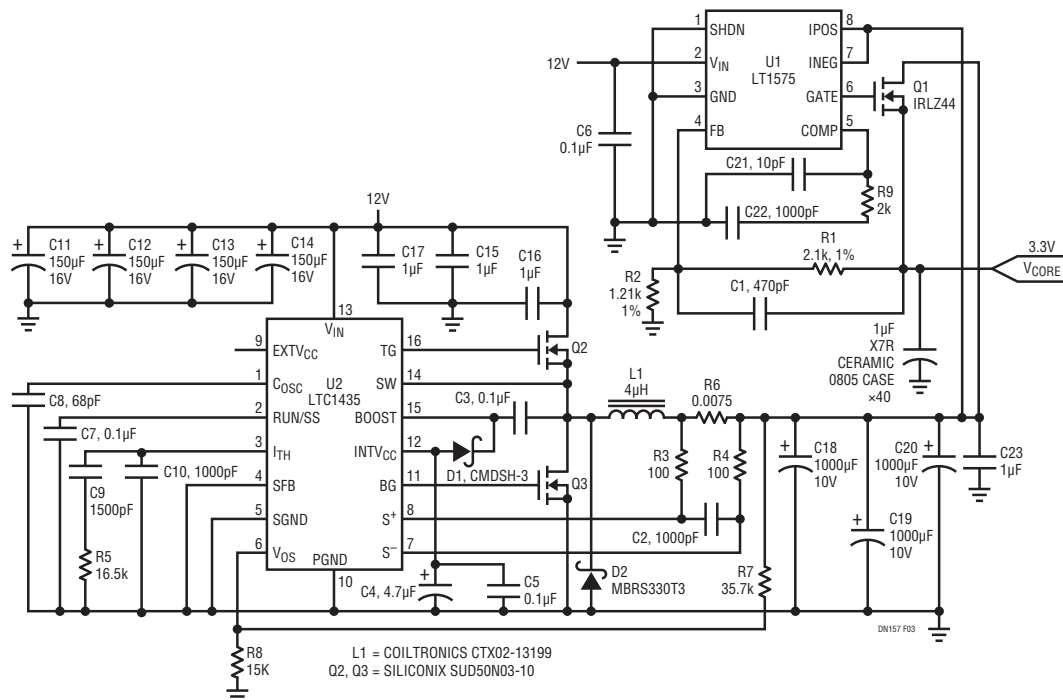 1
SHDN
IPOS
8
12V
2
VIN
U1
LT1575
INEG
7
3
GND
GATE
6
Q1
IRLZ44
4
FB
COMP
5
C6
0.1µF
C21, 10pF
R9
2k
C22, 1000pF
R1
2.1k, 1%
3.3V
VCORE
R2
1.21k
1%
C1, 470pF
1µF
X7R
CERAMIC
0805 CASE
×40
12V
+
C11
150µF
16V
+
C12
150µF
16V
+
C13
150µF
16V
+
C14
150µF
16V
C17
1µF
C15
1µF
C16
1µF
13
VIN
9
EXTVCC
TG
16
Q2
1
COSC
U2
LTC1435
SW
14
C8, 68pF
2
RUN/SS
BOOST
15
C3, 0.1µF
L1
4µH
R6
0.0075
C7, 0.1µF
3
ITH
INTVCC
12
D1, CMDSH-3
C10, 1000pF
C9
1500pF
4
SFB
BG
11
Q3
R3
100
R4
100
+
C18
1000µF
10V
+
C20
1000µF
10V
C23
1µF
5
SGND
S+
8
C2, 1000pF
+
C19
1000µF
10V
6
VOS
S–
7
R5
16.5k
PGND
10
C4, 4.7µF
+
C5
0.1µF
D2
MBRS330T3
R7
35.7k
DN157 F03
R8
15K
L1 = COILTRONICS CTX02-13199
Q2, Q3 = SILICONIX SUD50N03-10